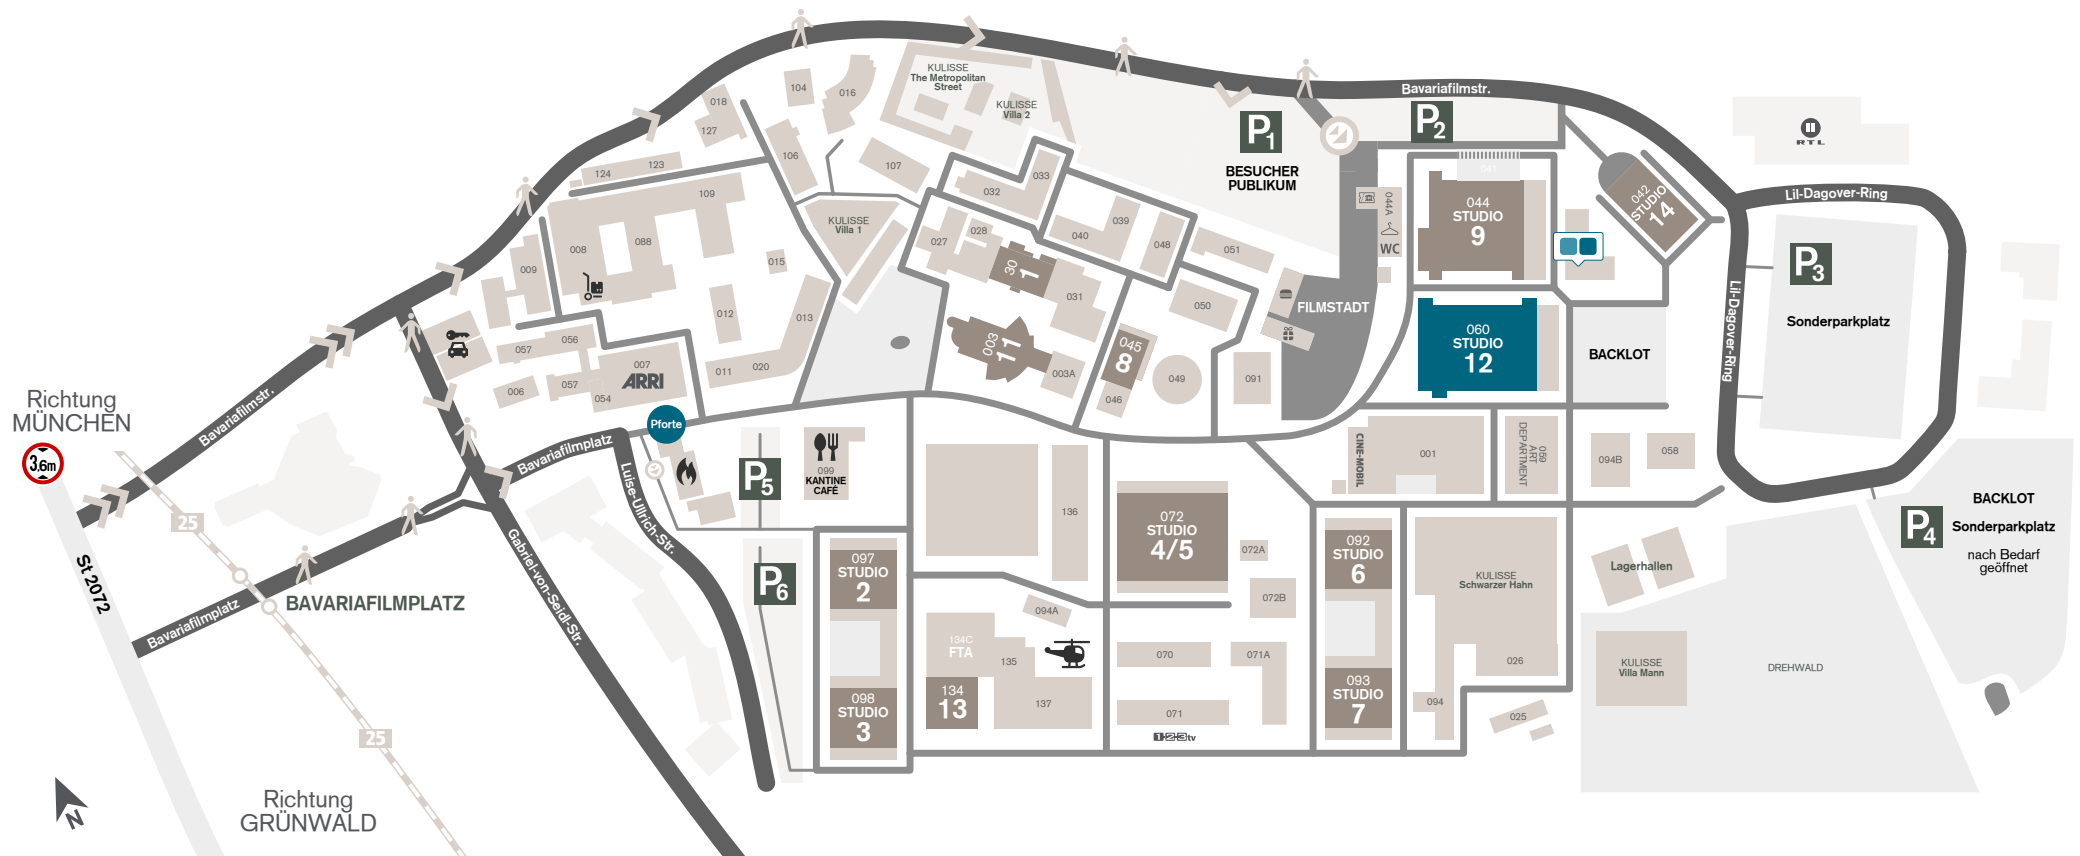 Bavariafilmstr.
018
104
016
127
KULISSE
The Metropolitan
Street
KULISSE
Villa 2
P1
BESUCHER
PUBLIKUM
P2
RTL
123
124
106
107
109
033
032
041
044
STUDIO
9
042
STUDIO
14
Lil-Dagover-Ring
044A
WC
008
088
KULISSE
Villa 1
027
028
039
040
048
051
30
1
009
015
P3
Sonderparkplatz
Lil-Dagover-Ring
012
013
031
050
FILMSTADT
003
11
045
8
060
STUDIO
12
BACKLOT
057
056
007
ARRI
011
020
003A
049
091
006
057
054
046
Richtung
MÜNCHEN
3,6m
Bavariafilmstr.
Pforte
Bavariafilmplatz
Luise-Ullrich-Str.
P5
099
KANTINE
CAFÉ
CINE-MOBIL
001
059
ART
DEPARTMENT
094B
058
25
St 2072
136
072
STUDIO
4/5
072A
072B
092
STUDIO
6
KULISSE
Schwarzer Hahn
Lagerhallen
P4
BACKLOT
Sonderparkplatz
nach Bedarf
geöffnet
Bavariafilmplatz
BAVARIAFILMPLATZ
Gabriel-von-Seidl-Str.
P6
097
STUDIO
2
094A
134C
FTA
135
070
071A
026
KULISSE
Villa Mann
DREHWALD
098
STUDIO
3
134
13
137
071
123tv
093
STUDIO
7
094
025
25
Richtung
GRÜNWALD
N